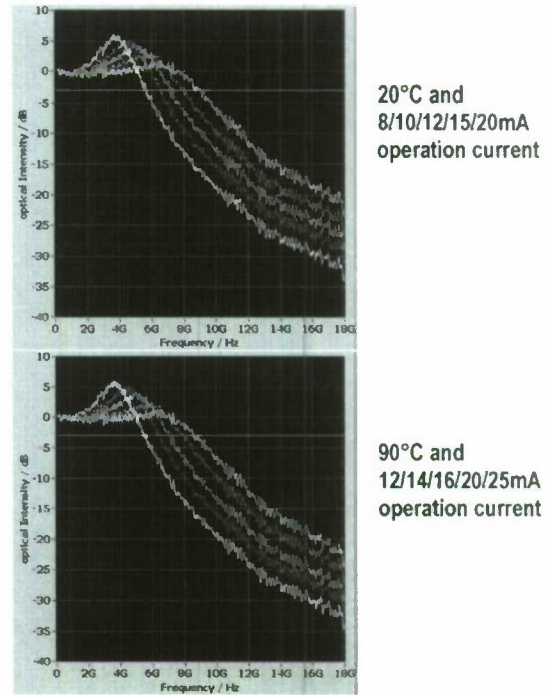 10
5
0
-5
-10
-15
-20
-25
-30
-35
-40
optical Intensity / dB
0 2G 4G 6G 8G 10G 12G 14G 16G 18G
Frequency / Hz
20°C and
8/10/12/15/20mA
operation current
10
5
0
-5
-10
-15
-20
-25
-30
-35
-40
optical Intensity / dB
0 2G 4G 6G 8G 10G 12G 14G 16G 18G
Frequency / Hz
90°C and
12/14/16/20/25mA
operation current